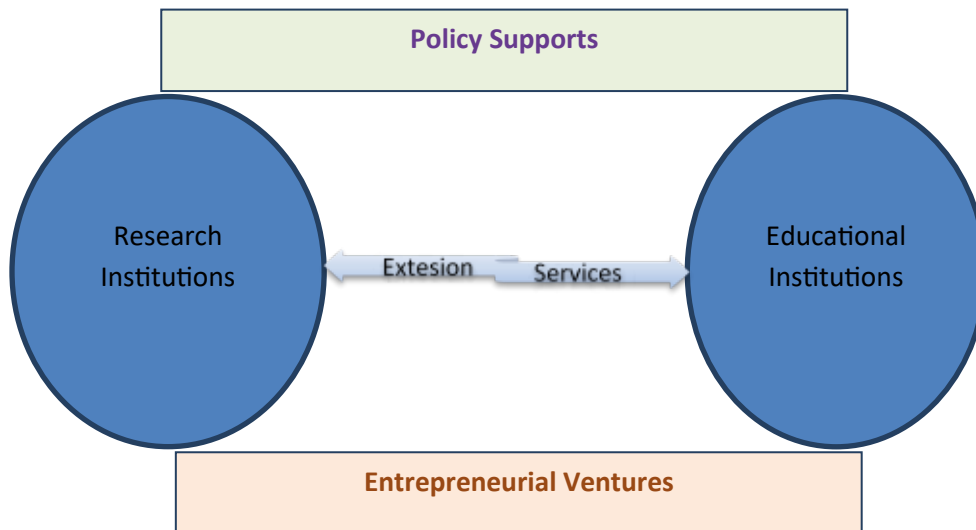 Policy Supports
Research
Institutions
Extesion
Services
Educational
Institutions
Entrepreneurial Ventures